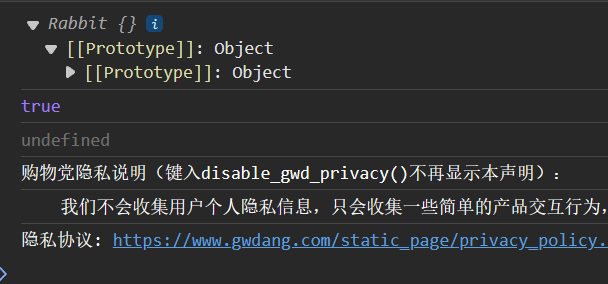 Rabbit {} i
[[Prototype]]: Object
[[Prototype]]: Object
true
undefined
购物党隐私说明（键入disable_gwd_privacy()不再显示本声明）：
我们不会收集用户个人隐私信息，只会收集一些简单的产品交互行为，
隐私协议: https://www.gwdang.com/static_page/privacy_policy.